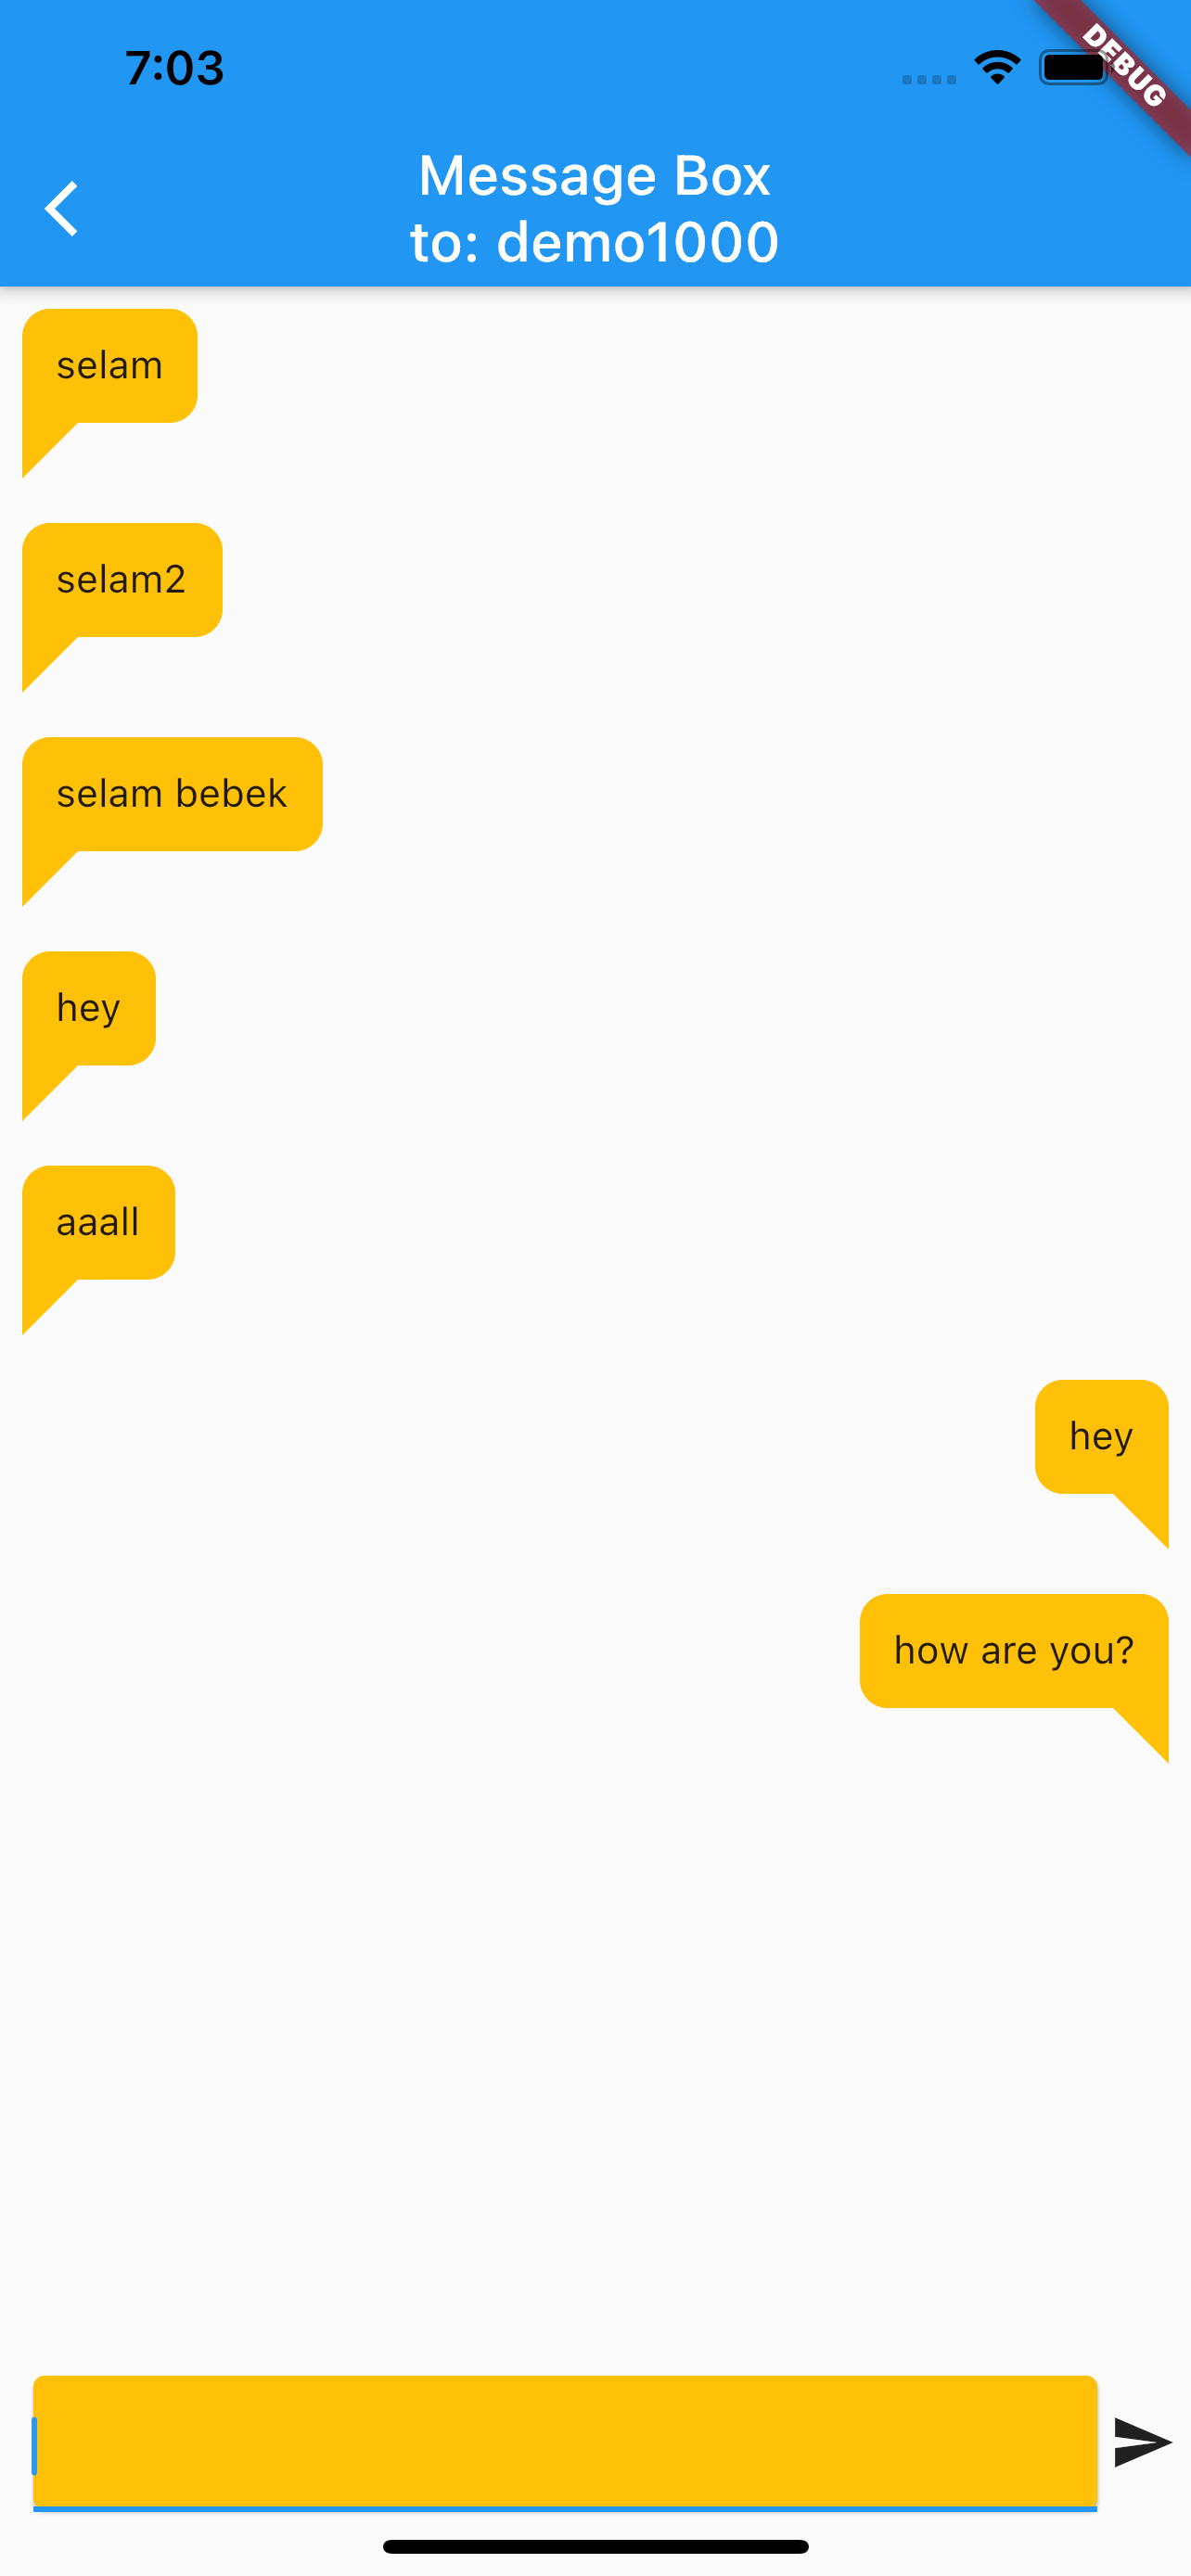 7:03
DEBUG
Message Box
to: demo1000
selam
selam2
selam bebek
hey
aaall
hey
how are you?